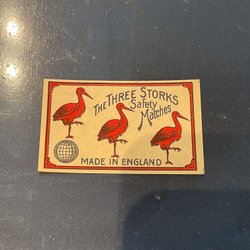 THE THREE STORKS
Safety
Matches
MADE IN ENGLAND